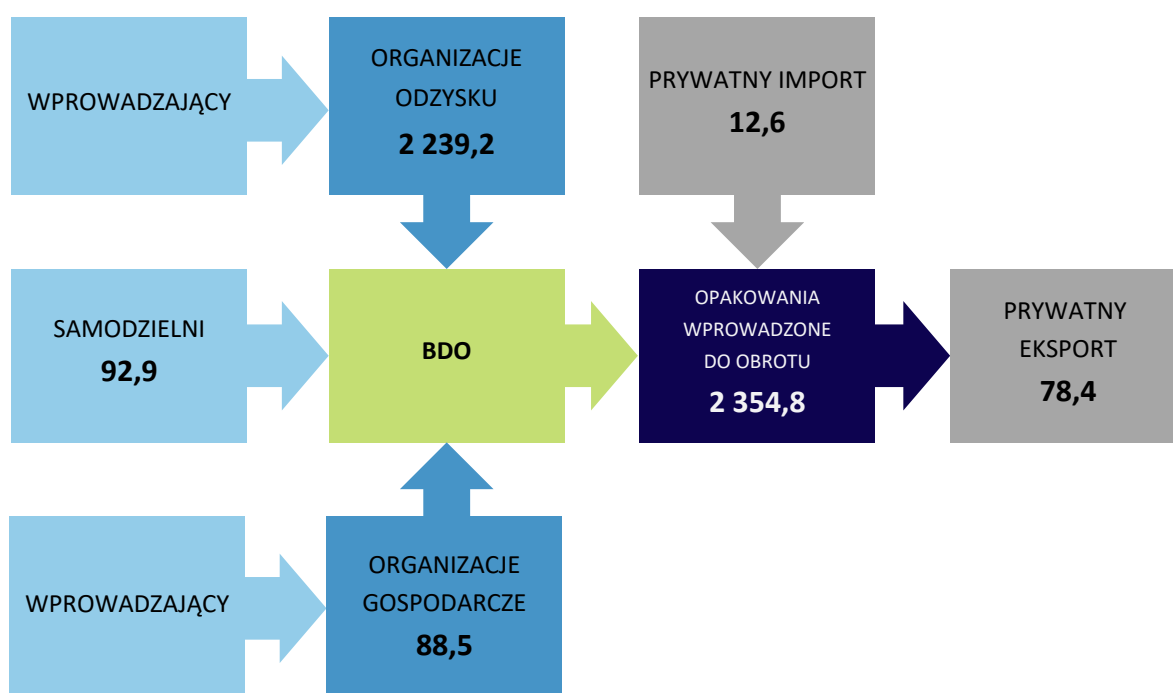 WPROWADZAJĄCY
ORGANIZACJE
ODZYSKU
2 239,2
PRYWATNY IMPORT
12,6
SAMODZIELNI
92,9
BDO
OPAKOWANIA
WPROWADZONE
DO OBROTU
2 354,8
PRYWATNY
EKSPORT
78,4
WPROWADZAJĄCY
ORGANIZACJE
GOSPODARCZE
88,5